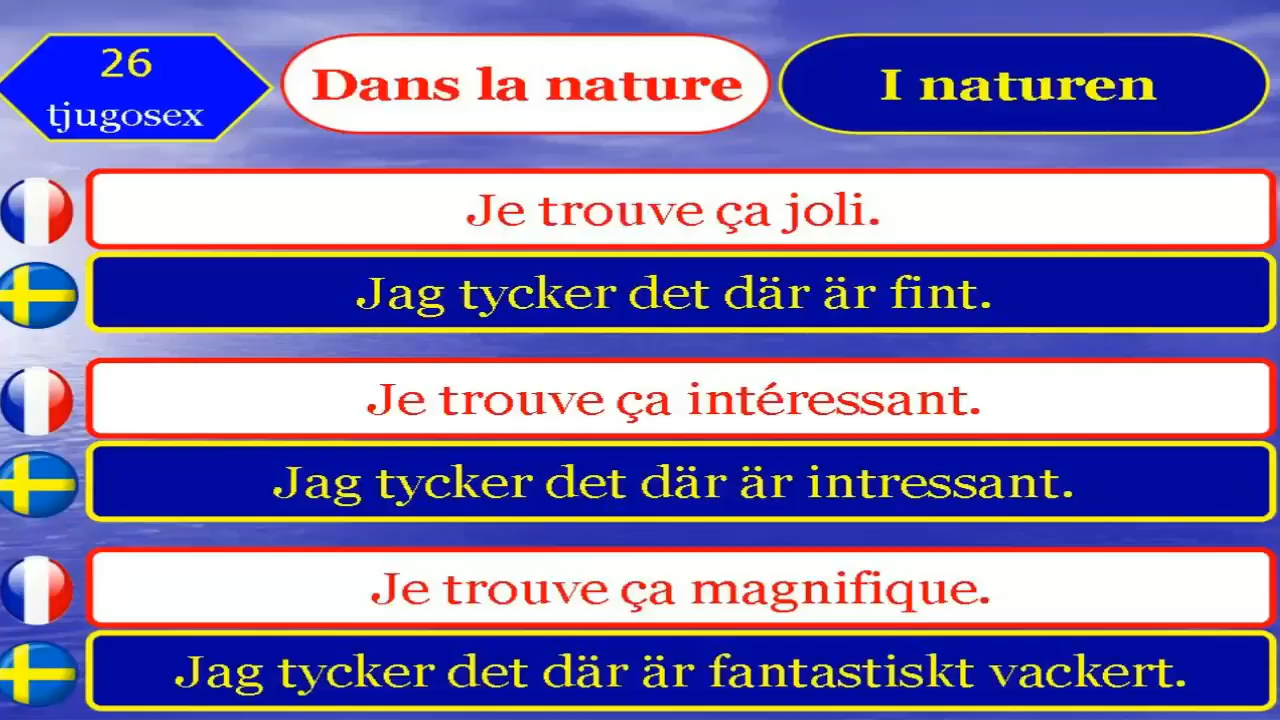 26
tjugosex
Dans la nature
I naturen
Je trouve ça joli.
Jag tycker det där är fint.
Je trouve ça intéressant.
Jag tycker det där är intressant.
Je trouve ça magnifique.
Jag tycker det där är fantastiskt vackert.